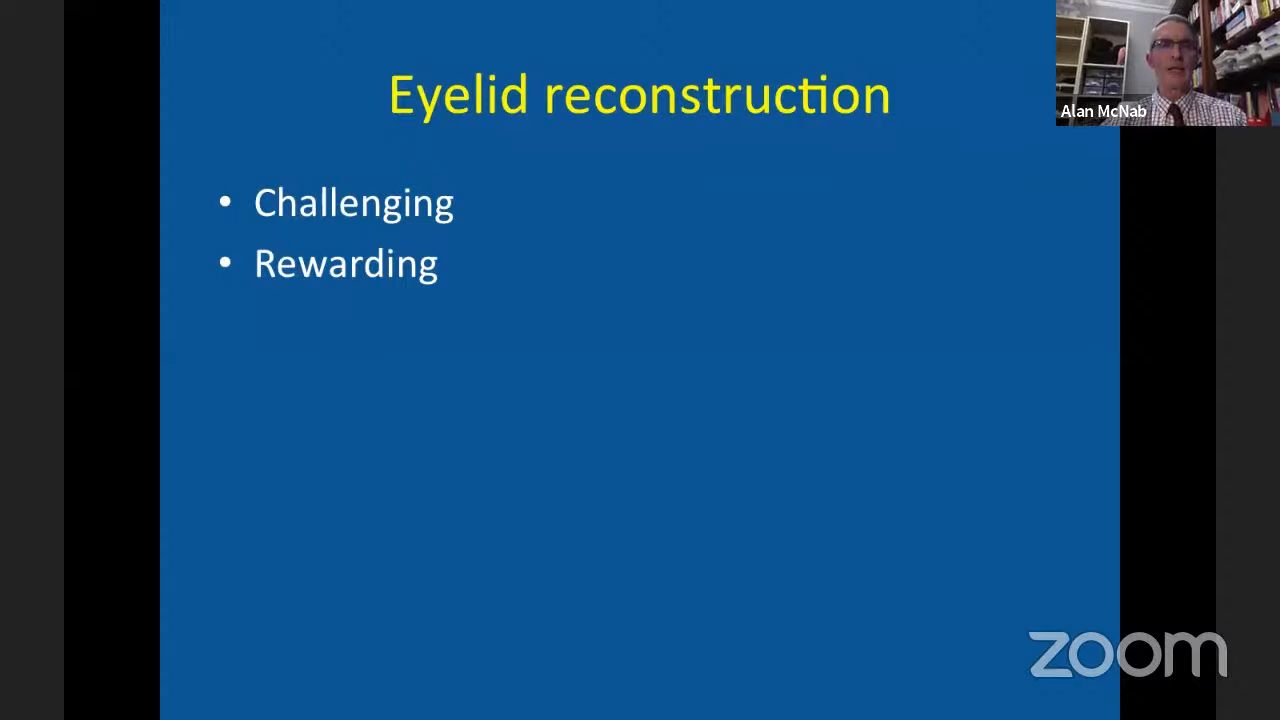 Eyelid reconstruction
Alan McNab
• Challenging
• Rewarding
zoom